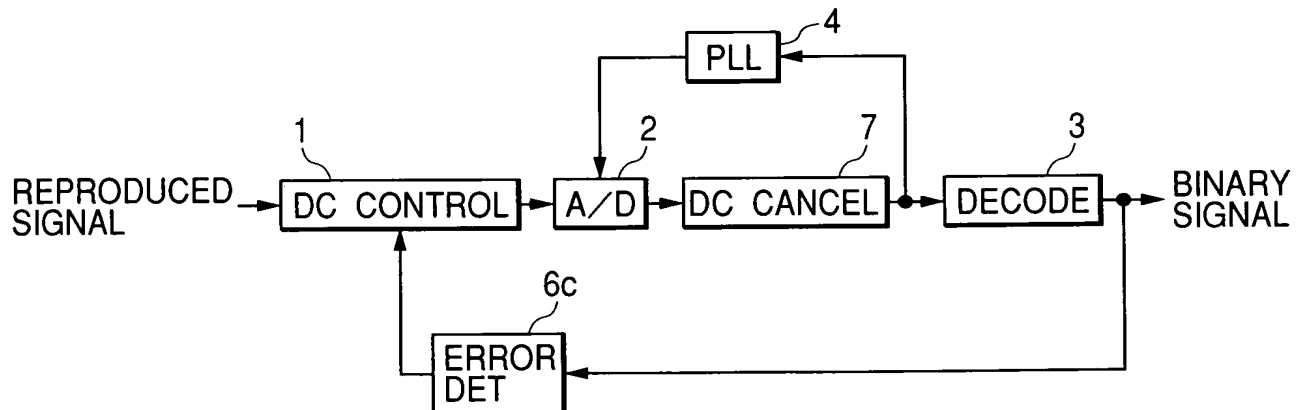 4
PLL
1
2
7
3
REPRODUCED
SIGNAL
DC CONTROL
A/D
DC CANCEL
DECODE
BINARY
SIGNAL
6c
ERROR
DET